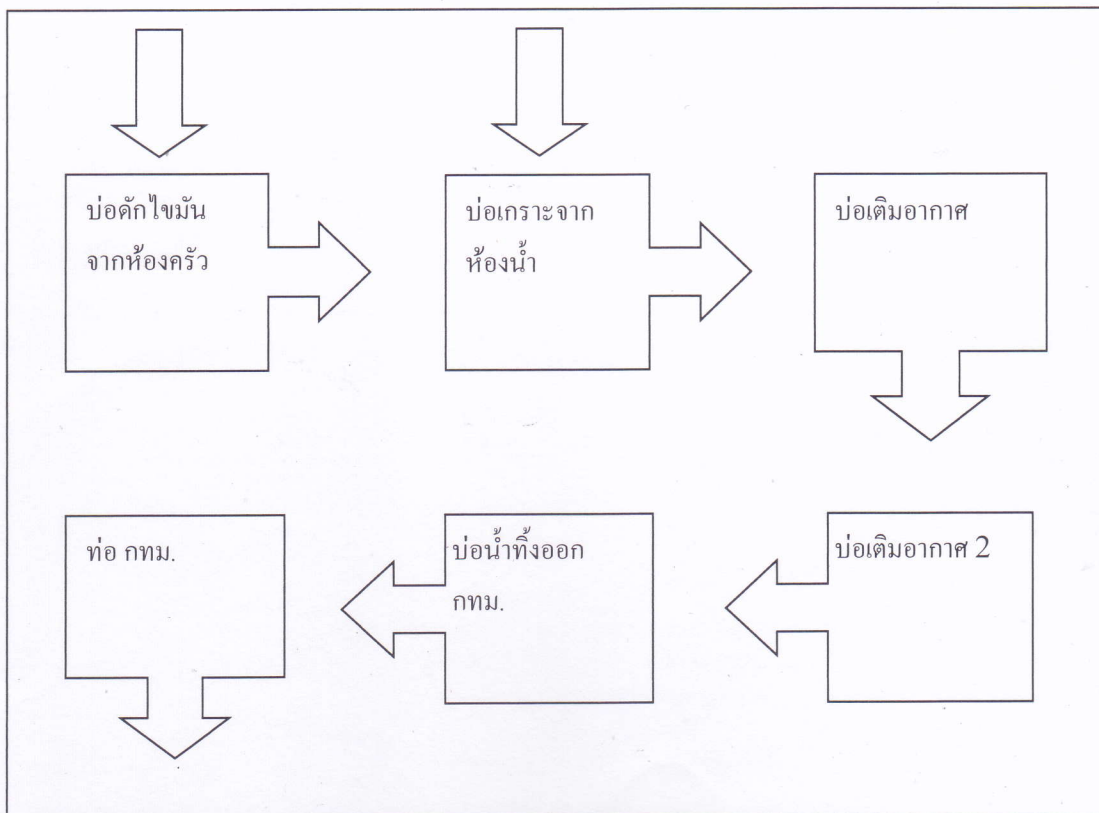 บ่อดักไขมัน
จากห้องครัว
บ่อเกราะจาก
ห้องน้ำ
บ่อเติมอากาศ
ท่อ กทม.
บ่อน้ำทิ้งออก
กทม.
บ่อเติมอากาศ 2